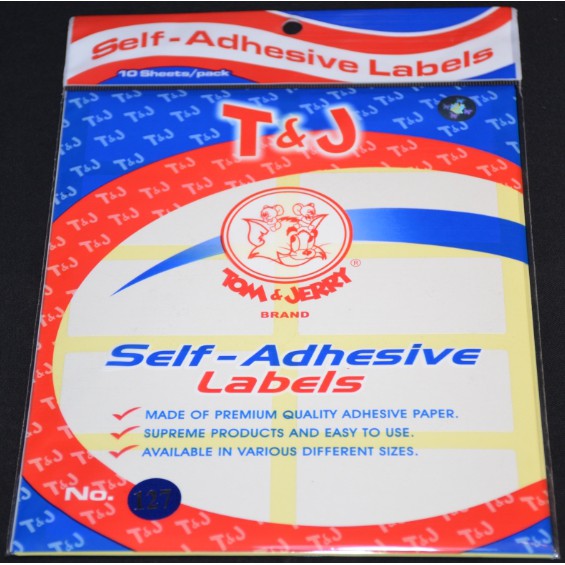 Self-Adhesive Labels
10 Sheets/pack
T&J
TOM & JERRY®
BRAND
Self-Adhesive
Labels
MADE OF PREMIUM QUALITY ADHESIVE PAPER.
SUPREME PRODUCTS AND EASY TO USE.
AVAILABLE IN VARIOUS DIFFERENT SIZES.
No. 127